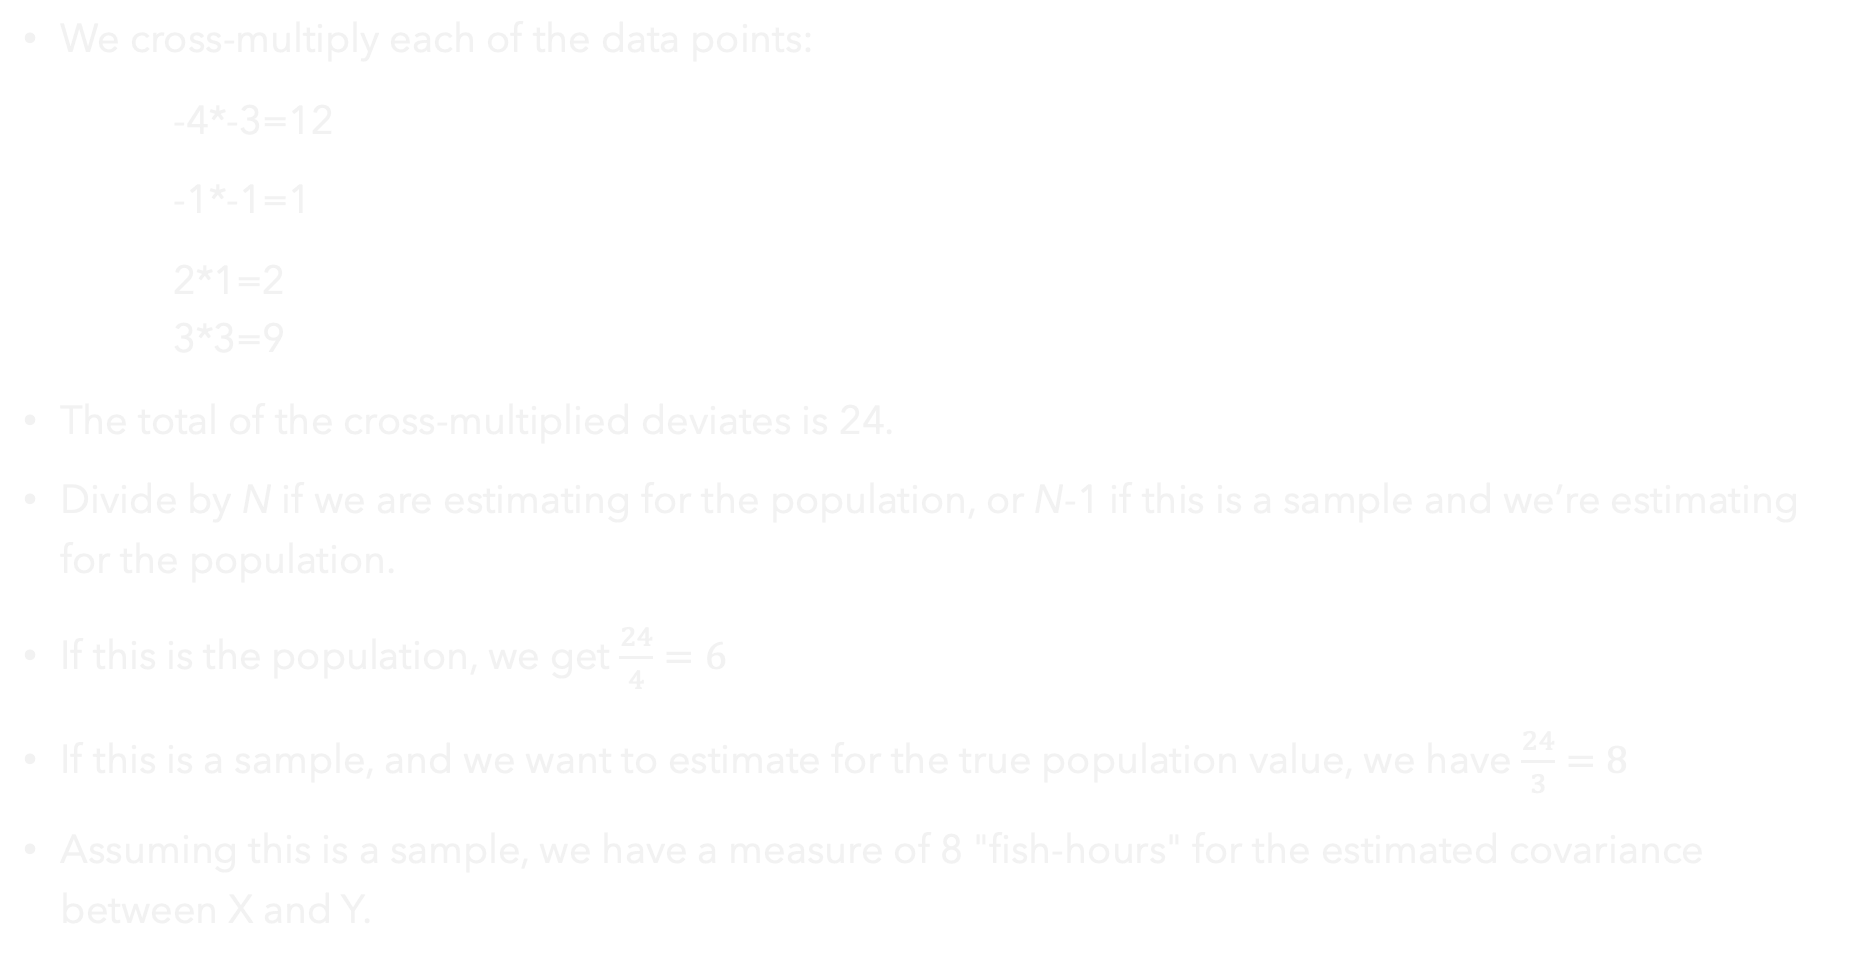 • We cross-multiply each of the data points:
-4*-3=12
-1*-1=1
2*1=2
3*3=9
• The total of the cross-multiplied deviates is 24.
• Divide by N if we are estimating for the population, or N-1 if this is a sample and we’re estimating
for the population.
• If this is the population, we get 24/4 = 6
• If this is a sample, and we want to estimate for the true population value, we have 24/3 = 8
• Assuming this is a sample, we have a measure of 8 "fish-hours" for the estimated covariance
between X and Y.